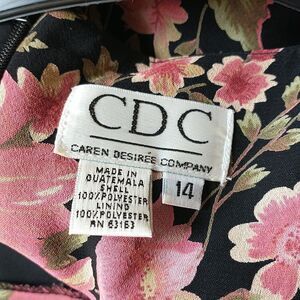 CDC
CAREN DESIREE COMPANY
MADE IN
GUATEMALA
SHELL
100% POLYESTER
LINING
100% POLYESTER
RN 63163
14